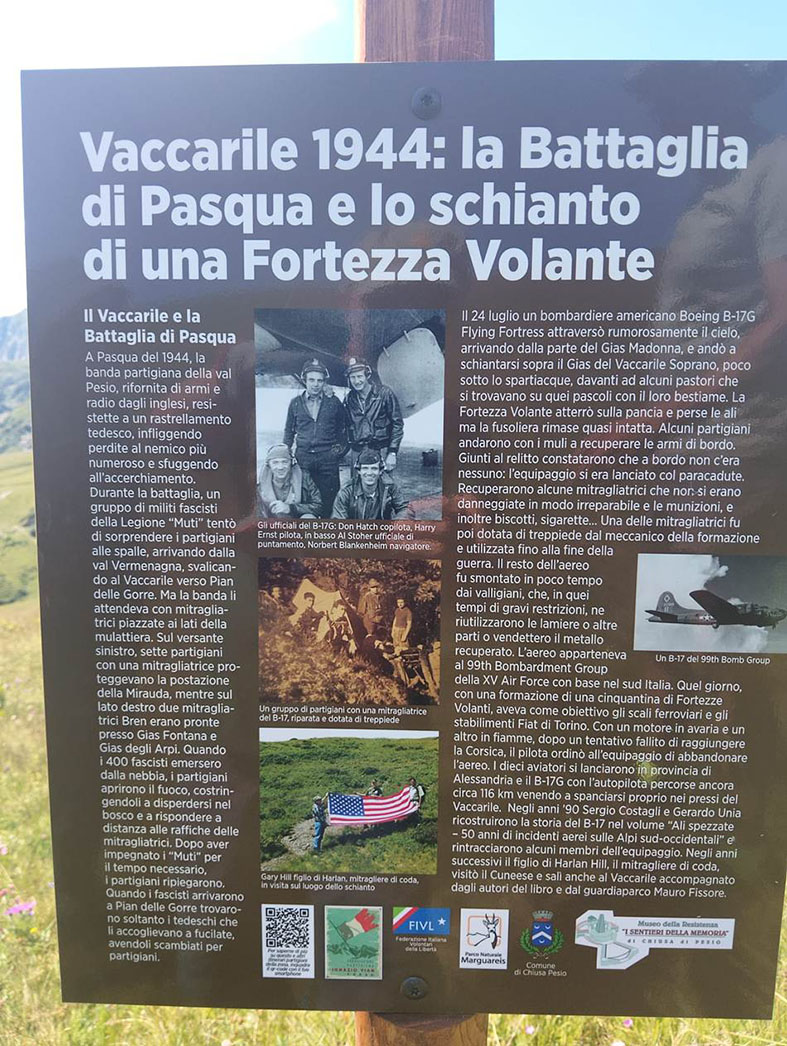 Vaccarile 1944: la Battaglia
di Pasqua e lo schianto
di una Fortezza Volante
Il Vaccarile e la
Battaglia di Pasqua
A Pasqua del 1944, la
banda partigiana della val
Pesio, rifornita di armi e
radio dagli inglesi, resi-
stette a un rastrellamento
tedesco, infliggendo
perdite al nemico più
numeroso e sfuggendo
all'accerchiamento.
Durante la battaglia, un
gruppo di militi fascisti
della Legione "Muti" tentò
di sorprendere i partigiani
alle spalle, arrivando dalla
val Vermenagna, svalican-
do al Vaccarile verso Pian
delle Gorre. Ma la banda li
attendeva con mitraglia-
trici piazzate ai lati della
mulattiera. Sul versante
sinistro, sette partigiani
con una mitragliatrice pro-
teggevano la postazione
della Mirauda, mentre sul
lato destro due mitraglia-
trici Bren erano pronte
presso Gias Fontana e
Gias degli Arpi. Quando
i 400 fascisti emersero
dalla nebbia, i partigiani
aprirono il fuoco, costrin-
gendoli a disperdersi nel
bosco e a rispondere a
distanza alle raffiche delle
mitragliatrici. Dopo aver
impegnato i "Muti" per
il tempo necessario,
i partigiani ripiegarono.
Quando i fascisti arrivarono
a Pian delle Gorre trovaro-
no soltanto i tedeschi che
li accoglievano a fucilate,
avendoli scambiati per
partigiani.
Gli ufficiali del B-17G: Don Hatch copilota, Harry
Ernst pilota, in basso Al Stoher ufficiale di
puntamento, Norbert Blankenheim navigatore.
Un gruppo di partigiani con una mitragliatrice
del B-17, riparata e dotata di treppiede
Gary Hill figlio di Harlan, mitragliere di coda,
in visita sul luogo dello schianto
Il 24 luglio un bombardiere americano Boeing B-17G
Flying Fortress attraversò rumorosamente il cielo,
arrivando dalla parte del Gias Madonna, e andò a
schiantarsi sopra il Gias del Vaccarile Soprano, poco
sotto lo spartiacque, davanti ad alcuni pastori che
si trovavano su quei pascoli con il loro bestiame. La
Fortezza Volante atterrò sulla pancia e perse le ali
ma la fusoliera rimase quasi intatta. Alcuni partigiani
andarono con i muli a recuperare le armi di bordo.
Giunti al relitto constatarono che a bordo non c'era
nessuno: l'equipaggio si era lanciato col paracadute.
Recuperarono alcune mitragliatrici che non si erano
danneggiate in modo irreparabile e le munizioni, e
inoltre biscotti, sigarette... Una delle mitragliatrici fu
poi dotata di treppiede dal meccanico della formazione
e utilizzata fino alla fine della
guerra. Il resto dell'aereo
fu smontato in poco tempo
dai valligiani, che, in quei
tempi di gravi restrizioni, ne
riutilizzarono le lamiere o altre
parti o vendettero il metallo
recuperato. L'aereo apparteneva
al 99th Bombardment Group
della XV Air Force con base nel sud Italia. Quel giorno,
con una formazione di una cinquantina di Fortezze
Volanti, aveva come obiettivo gli scali ferroviari e gli
stabilimenti Fiat di Torino. Con un motore in avaria e un
altro in fiamme, dopo un tentativo fallito di raggiungere
la Corsica, il pilota ordinò all'equipaggio di abbandonare
l'aereo. I dieci aviatori si lanciarono in provincia di
Alessandria e il B-17G con l'autopilota percorse ancora
circa 116 km venendo a spanciarsi proprio nei pressi del
Vaccarile. Negli anni '90 Sergio Costagli e Gerardo Unia
ricostruirono la storia del B-17 nel volume "Ali spezzate
– 50 anni di incidenti aerei sulle Alpi sud-occidentali" e
rintracciarono alcuni membri dell'equipaggio. Negli anni
successivi il figlio di Harlan Hill, il mitragliere di coda,
visitò il Cuneese e salì anche al Vaccarile accompagnato
dagli autori del libro e dal guardiaparco Mauro Fissore.
Un B-17 del 99th Bomb Group
Per saperne di più
su questo e altri
itinerari partigiani
della zona, inquadra
il qr-code con il tuo
smartphone
IGNAZIO VIAN
CUNEO
FIVL
Federazione Italiana
Volontari
della Libertà
Parco Naturale
Marguareis
Comune
di Chiusa Pesio
Museo della Resistenza
"I SENTIERI DELLA MEMORIA"
di CHIUSA di PESIO